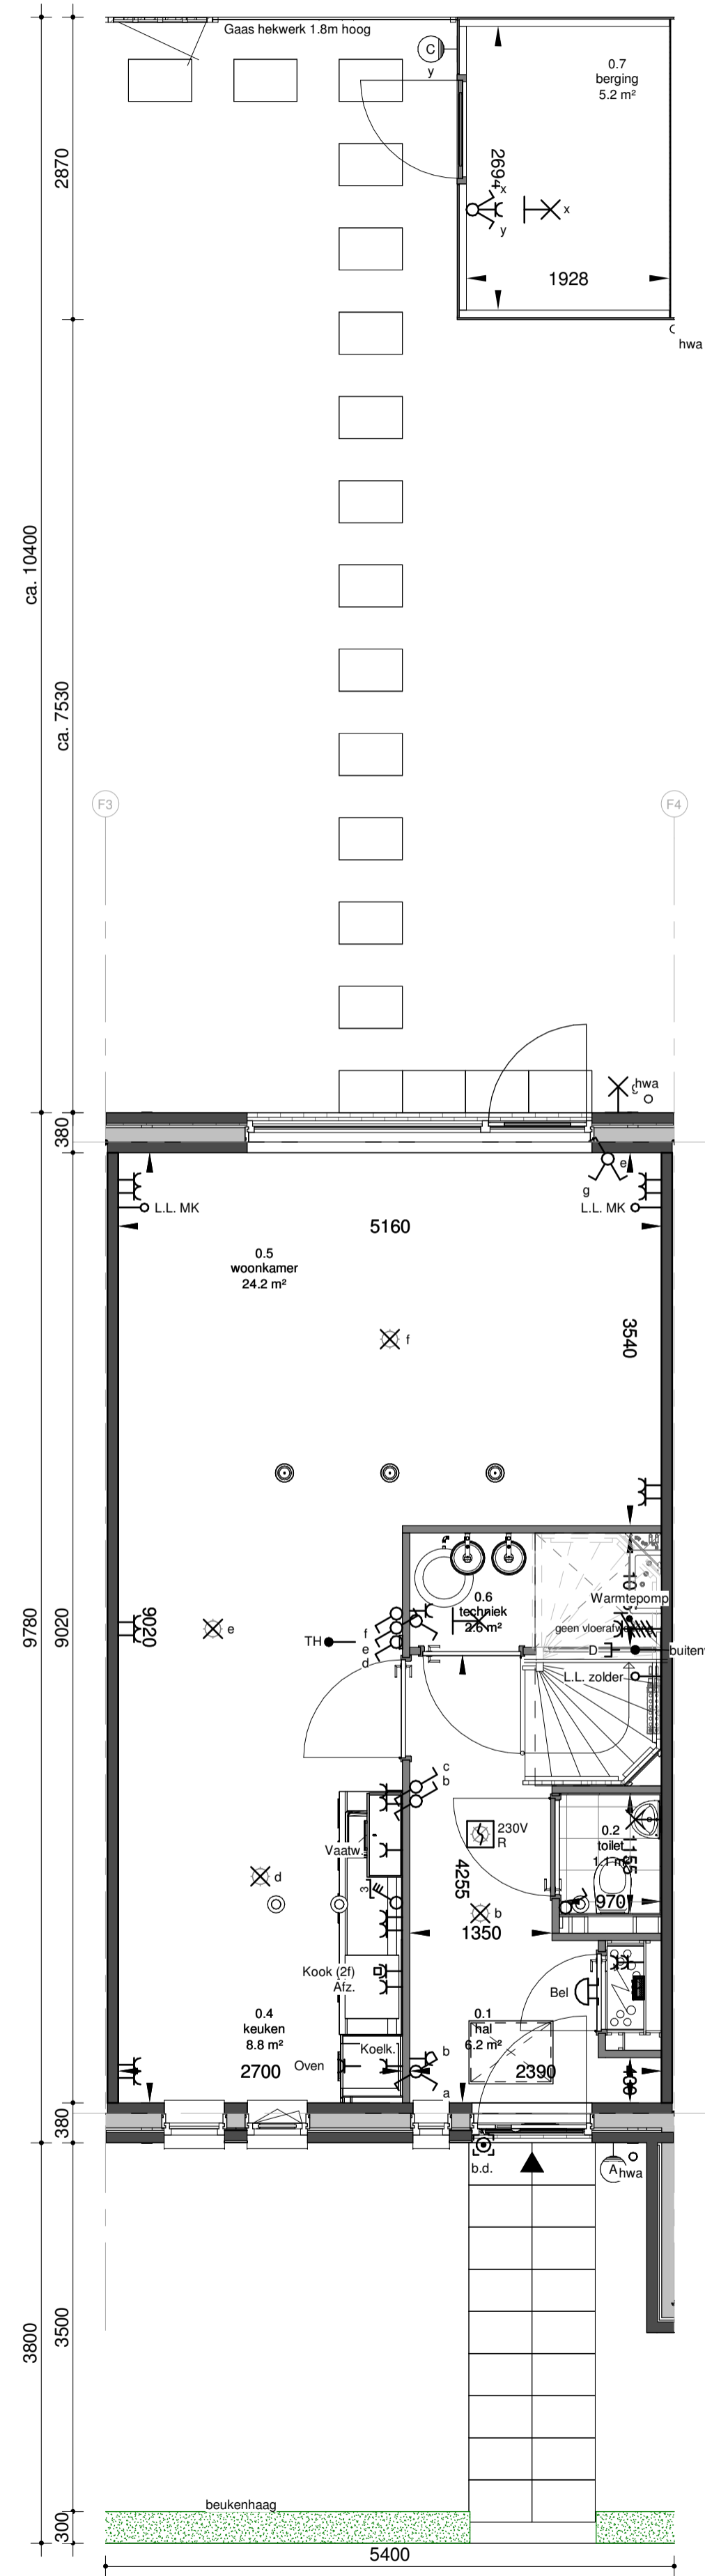 Gaas hekwerk 1.8m hoog
C
y
0.7
berging
5.2 m²
2870
2694
x
x
y
1928
hwa
ca. 10400
ca. 7530
F3
F4
hwa
380
e
g
L.L. MK
L.L. MK
5160
0.5
woonkamer
24.2 m²
f
3540
9780
9020
9020
e
TH
f
e
d
0.6
techniek
2.6 m²
Warmtepomp
D
L.L. zolder
c
b
230V
R
0.2
toilet
970
4255
b
1350
Vaatw.
d
3
Kook (2f)
Afz.
Bel
0.4
keuken
8.8 m²
0.1
hal
6.2 m²
Koelk.
Oven
2700
b
a
2390
380
b.d.
A
hwa
3800
3500
300
beukenhaag
5400